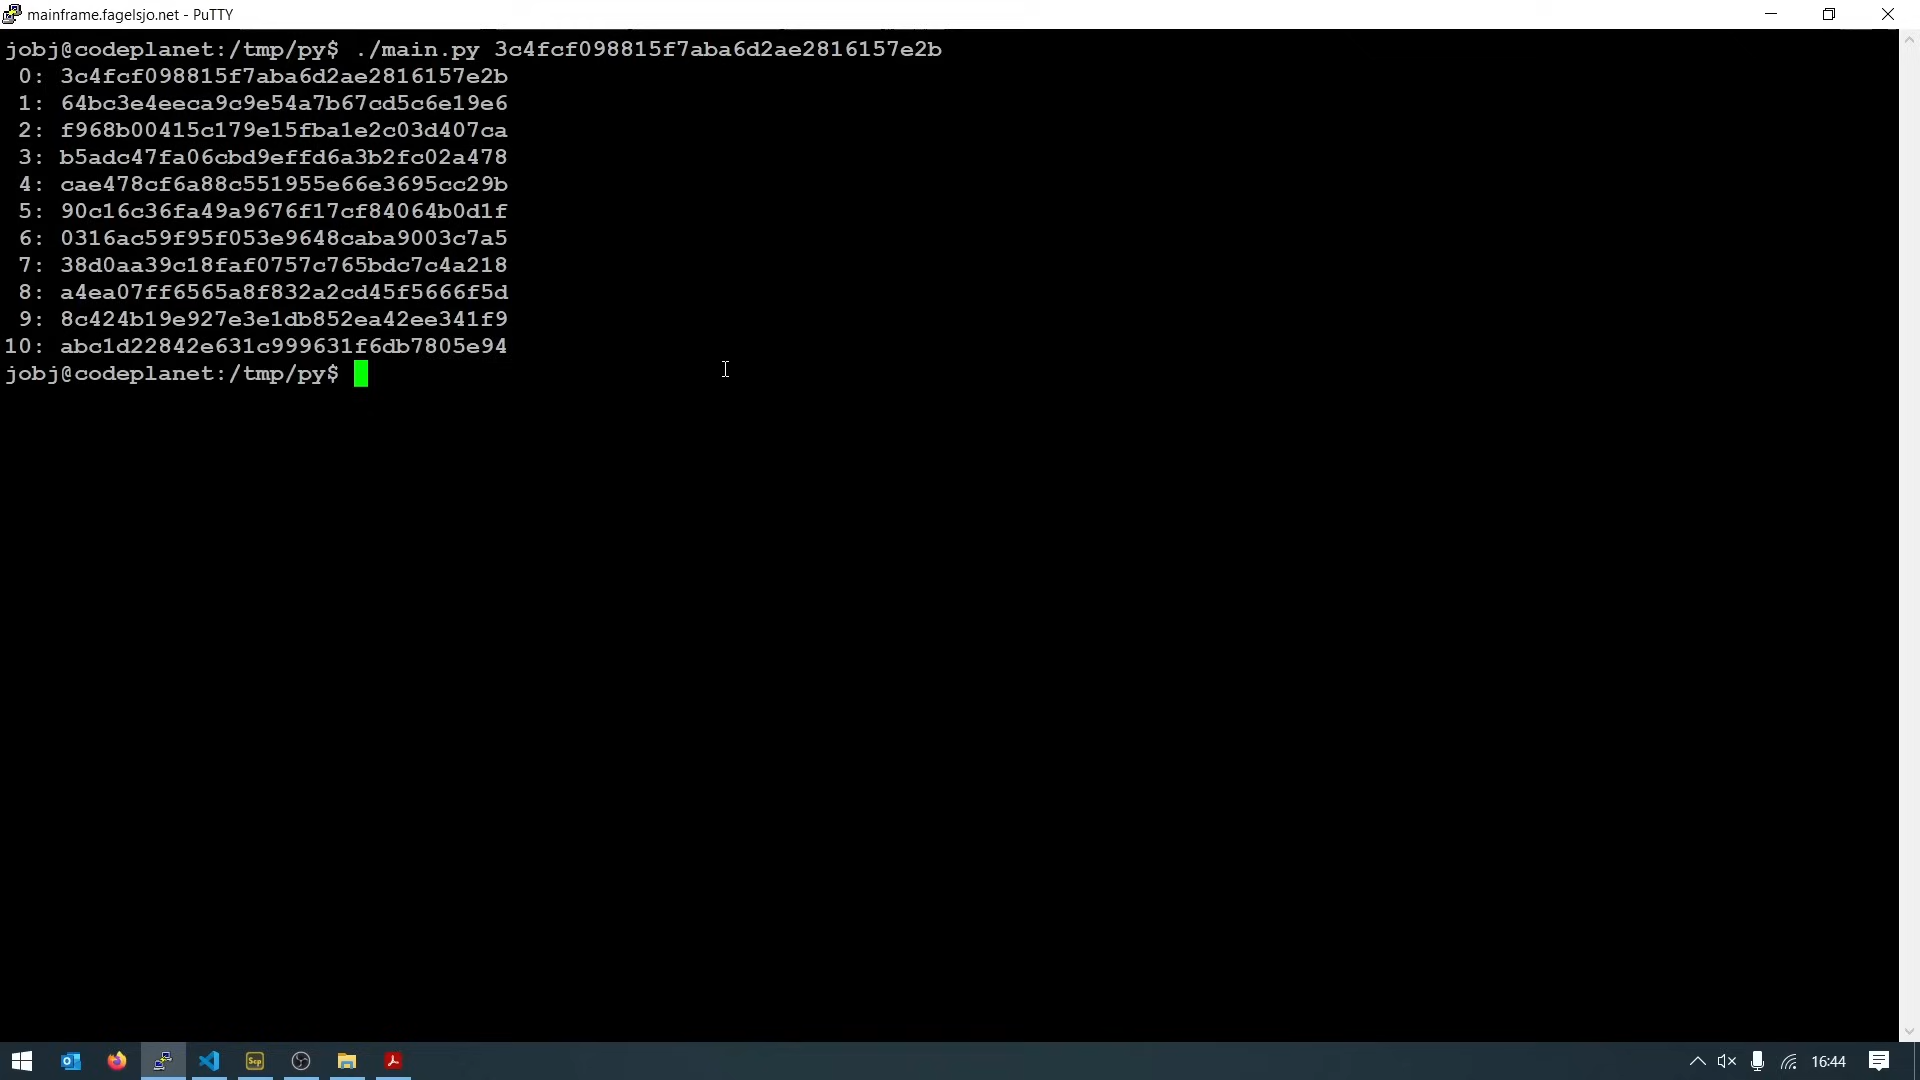 mainframe.fagelsjo.net - PuTTY
jobj@codeplanet:/tmp/py$ ./main.py 3c4fcf098815f7aba6d2ae2816157e2b
0: 3c4fcf098815f7aba6d2ae2816157e2b
1: 64bc3e4eeca9c9e54a7b67cd5c6e19e6
2: f968b00415c179e15fba1e2c03d407ca
3: b5adc47fa06cbd9effd6a3b2fc02a478
4: cae478cf6a88c551955e66e3695cc29b
5: 90c16c36fa49a9676f17cf84064b0d1f
6: 0316ac59f95f053e9648caba9003c7a5
7: 38d0aa39c18faf0757c765bdc7c4a218
8: a4ea07ff6565a8f832a2cd45f5666f5d
9: 8c424b19e927e3e1db852ea42ee341f9
10: abc1d22842e631c999631f6db7805e94
jobj@codeplanet:/tmp/py$
Scp
16:44